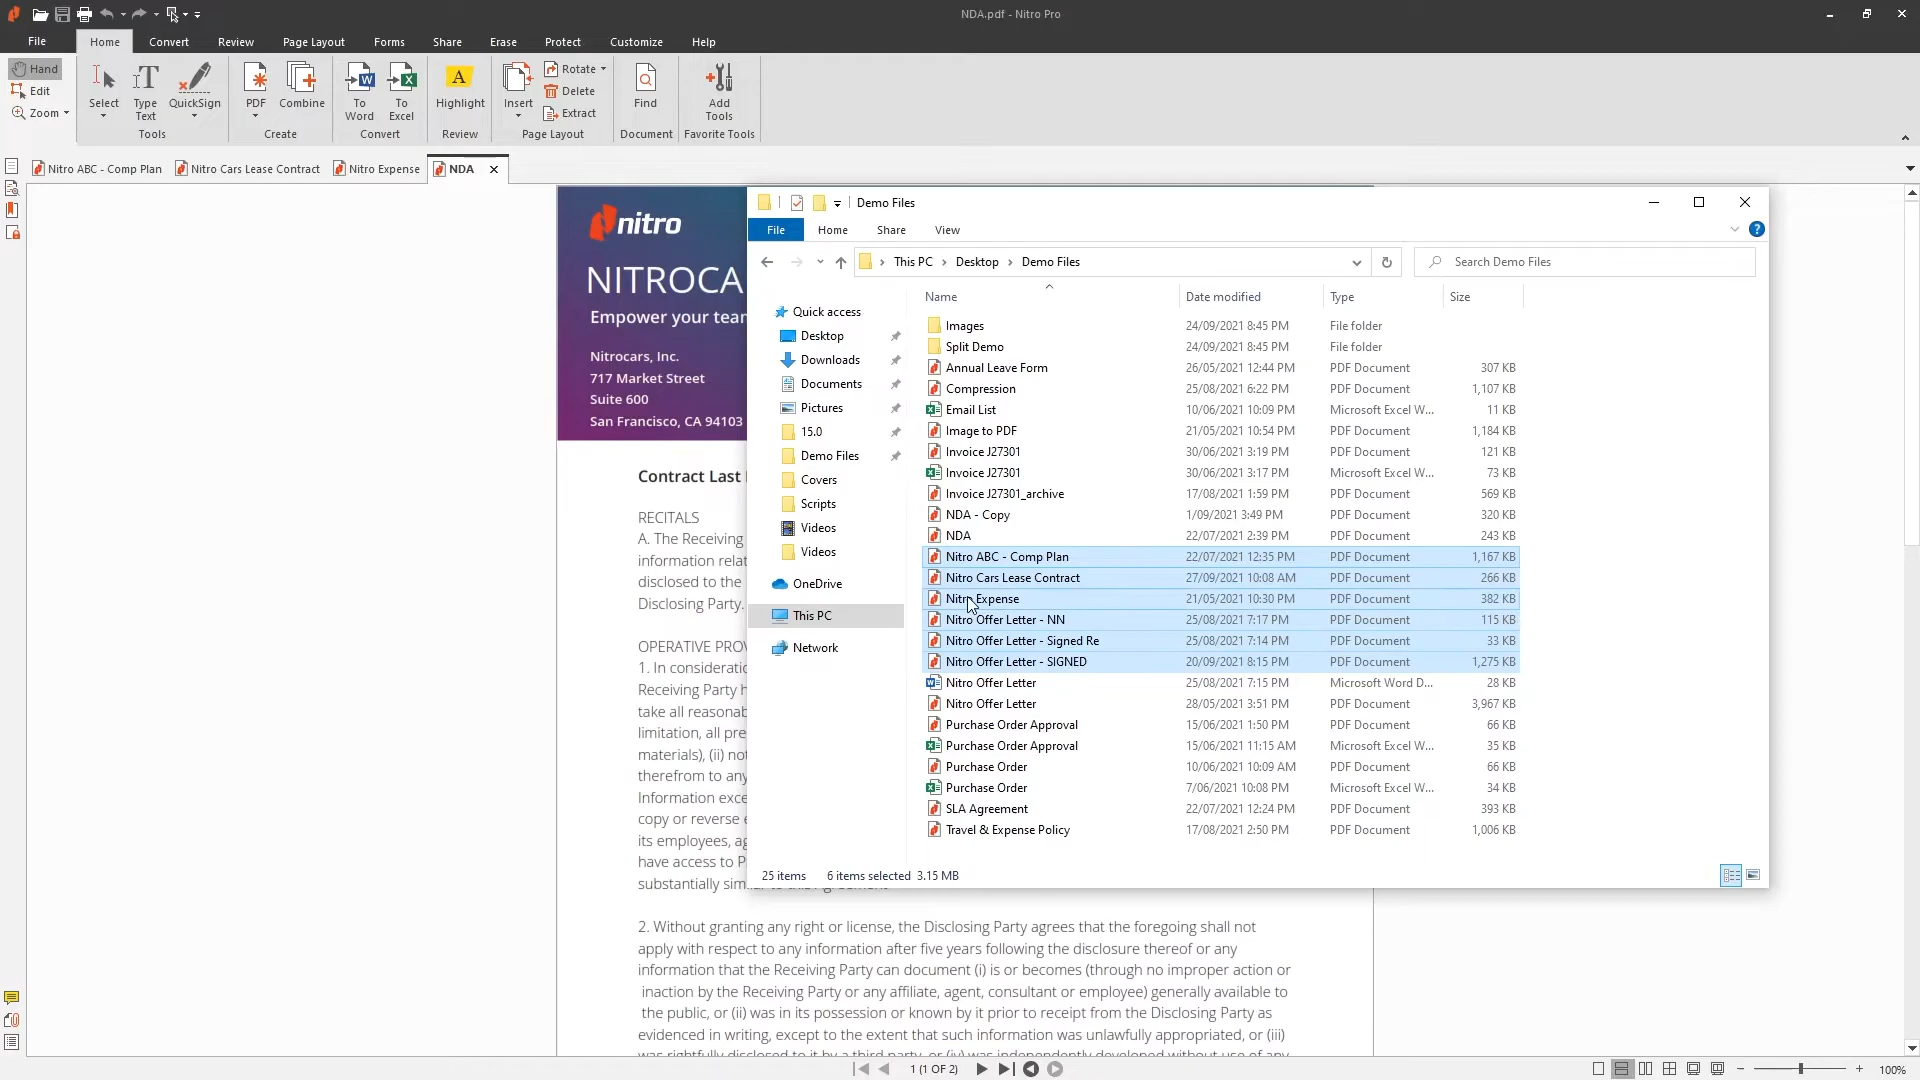 NDA.pdf - Nitro Pro
File Home Convert Review Page Layout Forms Share Erase Protect Customize Help
Hand
Edit
Zoom
Select
Type
Text
QuickSign
Tools
PDF
Combine
Create
To
Word
To
Excel
Convert
Highlight
Review
Insert
Rotate
Delete
Extract
Page Layout
Find
Document
Add
Tools
Favorite Tools
Nitro ABC - Comp Plan Nitro Cars Lease Contract Nitro Expense NDA
nitro
NITROCA
Empower your
Nitrocars, Inc.
717 Market Street
Suite 600
San Francisco, CA 94103
Contract Last
RECITALS
A. The Receiving
information
disclosed to the
Disclosing Party.
OPERATIVE
1. In
Receiving Party
take all
limitation, all
materials), (ii)
therefrom to any
Information
copy or reverse
its employees,
have access to
substantially
2. Without granting any right or license, the Disclosing Party agrees that the foregoing shall not
apply with respect to any information after five years following the disclosure thereof or any
information that the Receiving Party can document (i) is or becomes (through no improper action or
inaction by the Receiving Party or any affiliate, agent, consultant or employee) generally available to
the public, or (ii) was in its possession or known by it prior to receipt from the Disclosing Party as
evidenced in writing, except to the extent that such information was unlawfully appropriated, or (iii)
was rightfully disclosed to it by a third party, or (iv) was independently developed without use of any
Demo Files
File Home Share View
This PC Desktop Demo Files
Search Demo Files
Quick access
Desktop
Downloads
Documents
Pictures
15.0
Demo Files
Covers
Scripts
Videos
Videos
OneDrive
This PC
Network
Name Date modified Type Size
Images 24/09/2021 8:45 PM File folder
Split Demo 24/09/2021 8:45 PM File folder
Annual Leave Form 26/05/2021 12:44 PM PDF Document 307 KB
Compression 25/08/2021 6:22 PM PDF Document 1,107 KB
Email List 10/06/2021 10:09 PM Microsoft Excel W... 11 KB
Image to PDF 21/05/2021 10:54 PM PDF Document 1,184 KB
Invoice J27301 30/06/2021 3:19 PM PDF Document 121 KB
Invoice J27301 30/06/2021 3:17 PM Microsoft Excel W... 73 KB
Invoice J27301_archive 17/08/2021 1:59 PM PDF Document 569 KB
NDA - Copy 1/09/2021 3:49 PM PDF Document 320 KB
NDA 22/07/2021 2:39 PM PDF Document 243 KB
Nitro ABC - Comp Plan 22/07/2021 12:35 PM PDF Document 1,167 KB
Nitro Cars Lease Contract 27/09/2021 10:08 AM PDF Document 266 KB
Nitro Expense 21/05/2021 10:30 PM PDF Document 382 KB
Nitro Offer Letter - NN 25/08/2021 7:17 PM PDF Document 115 KB
Nitro Offer Letter - Signed Re 25/08/2021 7:14 PM PDF Document 33 KB
Nitro Offer Letter - SIGNED 20/09/2021 8:15 PM PDF Document 1,275 KB
Nitro Offer Letter 25/08/2021 7:15 PM Microsoft Word D... 28 KB
Nitro Offer Letter 28/05/2021 3:51 PM PDF Document 3,967 KB
Purchase Order Approval 15/06/2021 1:50 PM PDF Document 66 KB
Purchase Order Approval 15/06/2021 11:15 AM Microsoft Excel W... 35 KB
Purchase Order 10/06/2021 10:09 AM PDF Document 66 KB
Purchase Order 7/06/2021 10:08 PM Microsoft Excel W... 34 KB
SLA Agreement 22/07/2021 12:24 PM PDF Document 393 KB
Travel & Expense Policy 17/08/2021 2:50 PM PDF Document 1,006 KB
25 items 6 items selected 3.15 MB
1 (1 OF 2)
100%